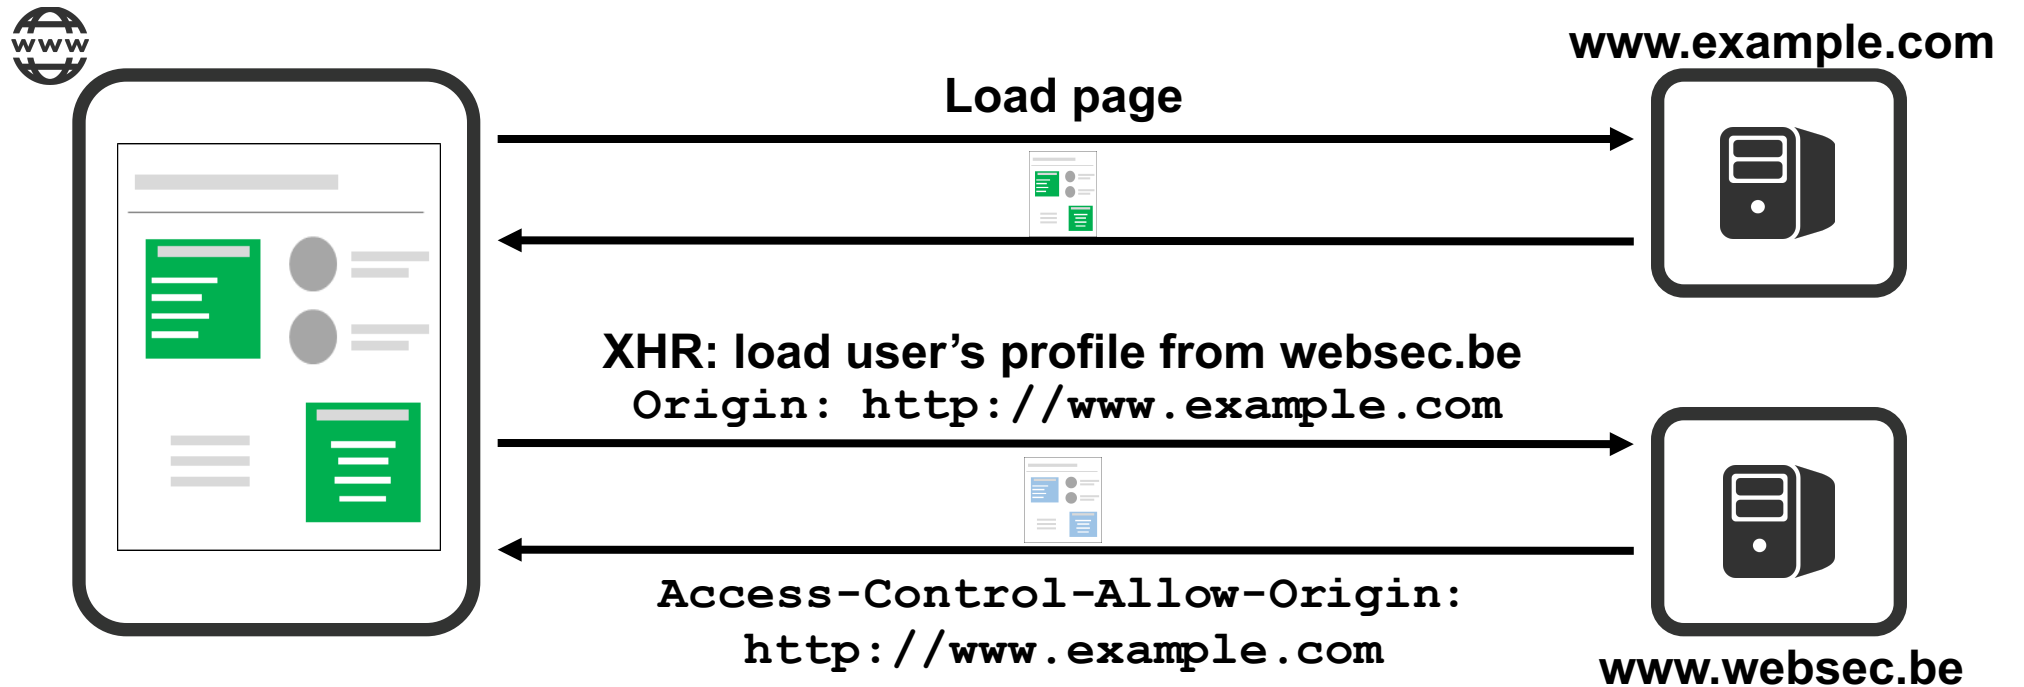 www
www.example.com
Load page
XHR: load user’s profile from websec.be
Origin: http://www.example.com
Access-Control-Allow-Origin:
http://www.example.com
www.websec.be